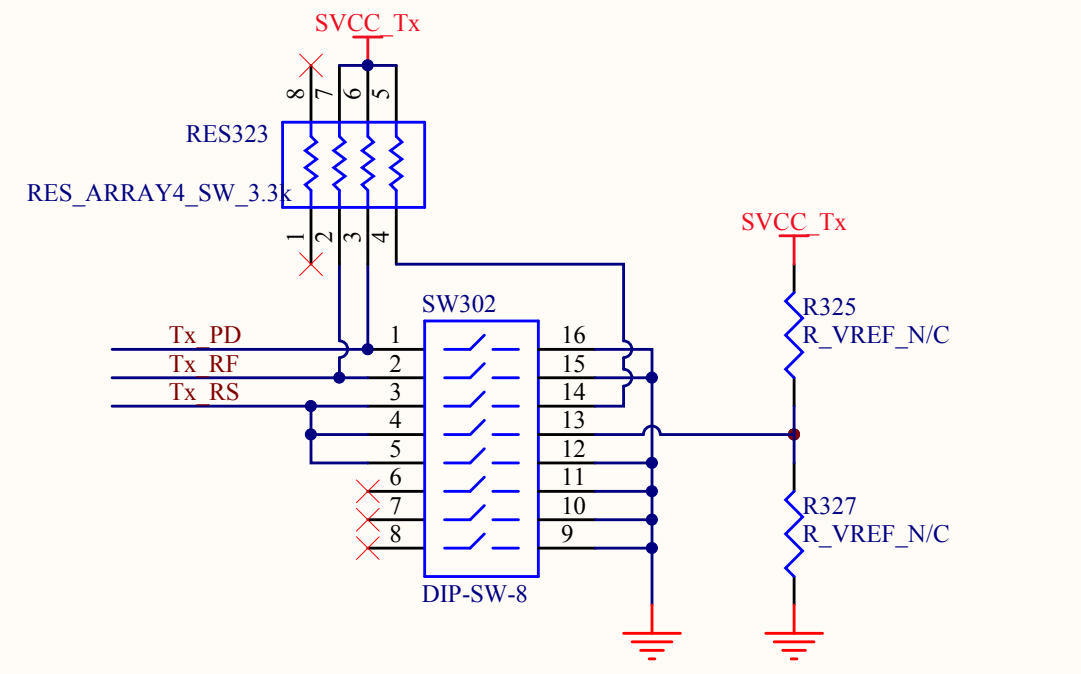 SVCC_Tx
8 7 6 5
RES323
RES_ARRAY4_SW_3.3k
1 2 3 4
SVCC_Tx
SW302
R325
R_VREF_N/C
Tx_PD 1 16
Tx_RF 2 15
Tx_RS 3 14
4 13
5 12
6 11
7 10
8 9
R327
R_VREF_N/C
DIP-SW-8